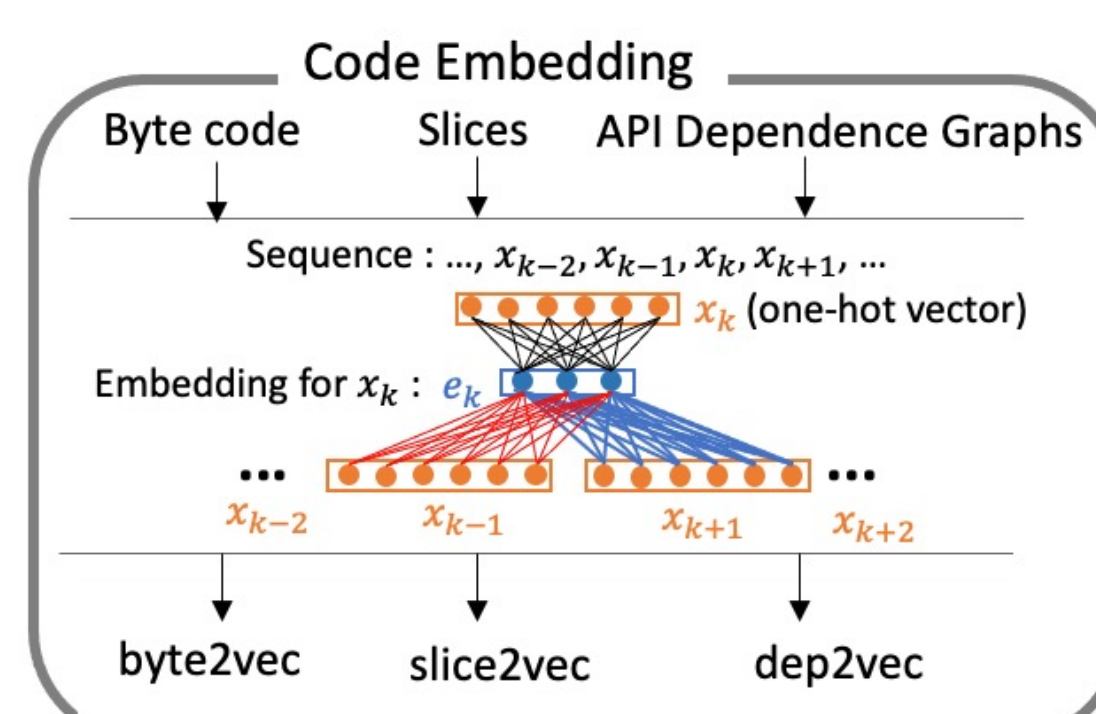 Code Embedding
Byte code Slices API Dependence Graphs
Sequence : ..., x_{k-2}, x_{k-1}, x_k, x_{k+1}, ...
x_k (one-hot vector)
Embedding for x_k : e_k
... ...
x_{k-2} x_{k-1} x_{k+1} x_{k+2}
byte2vec slice2vec dep2vec